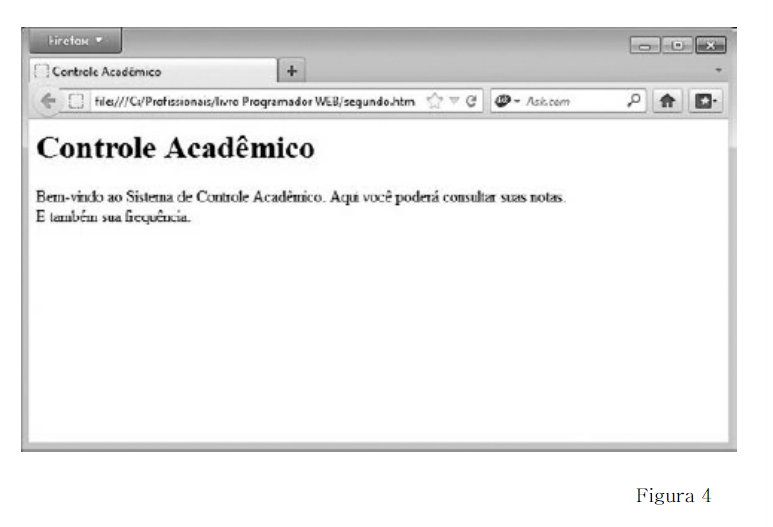 Firefox
Controle Acadêmico
file:///C:/Profissionais/livro Programador WEB/segundo.htm
Ask.com
Controle Acadêmico
Bem-vindo ao Sistema de Controle Acadêmico. Aqui você poderá consultar suas notas.
E também sua frequência.
Figura 4